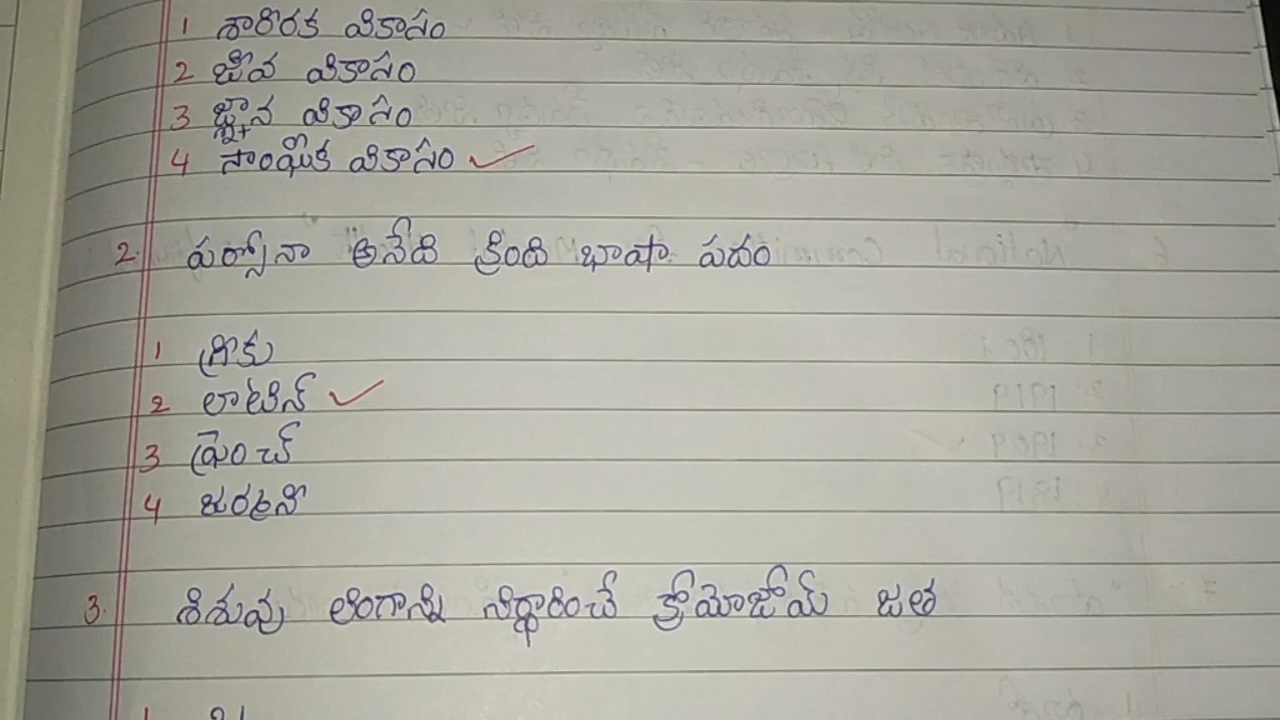 1 శారీరక వికాసం
2 జీవ వికాసం
3 జ్ఞాన వికాసం
4 సాంఘీక వికాసం
2. పర్సోనా అనేది క్రింది భాషా పదం
1 గ్రీకు
2 లాటిన్
3 ఫ్రెంచ్
4 జర్మనీ
3. శిశువు లింగాన్ని నిర్ధారించే క్రోమోజోమ్ జత